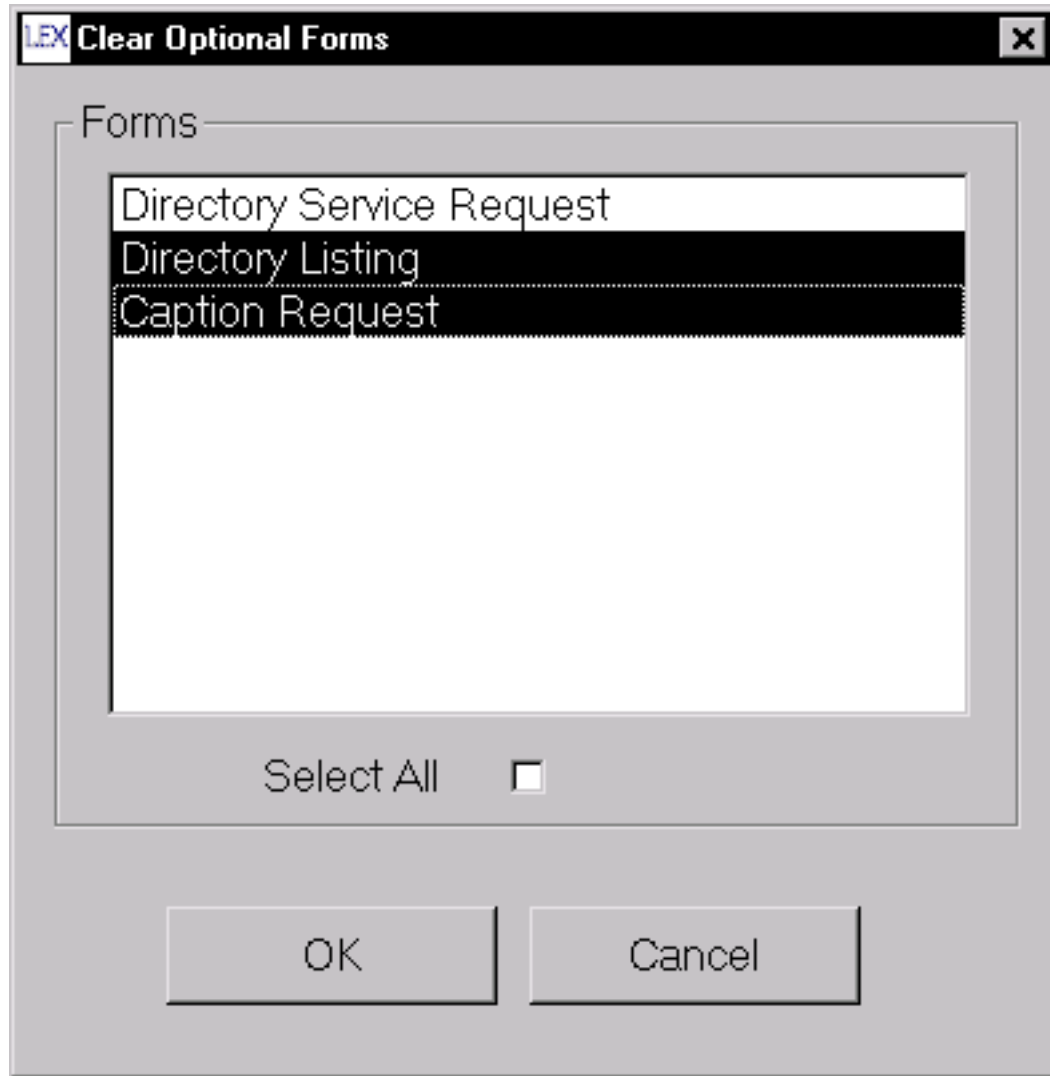 LEX Clear Optional Forms
Forms
Directory Service Request
Directory Listing
Caption Request
Select All
OK
Cancel